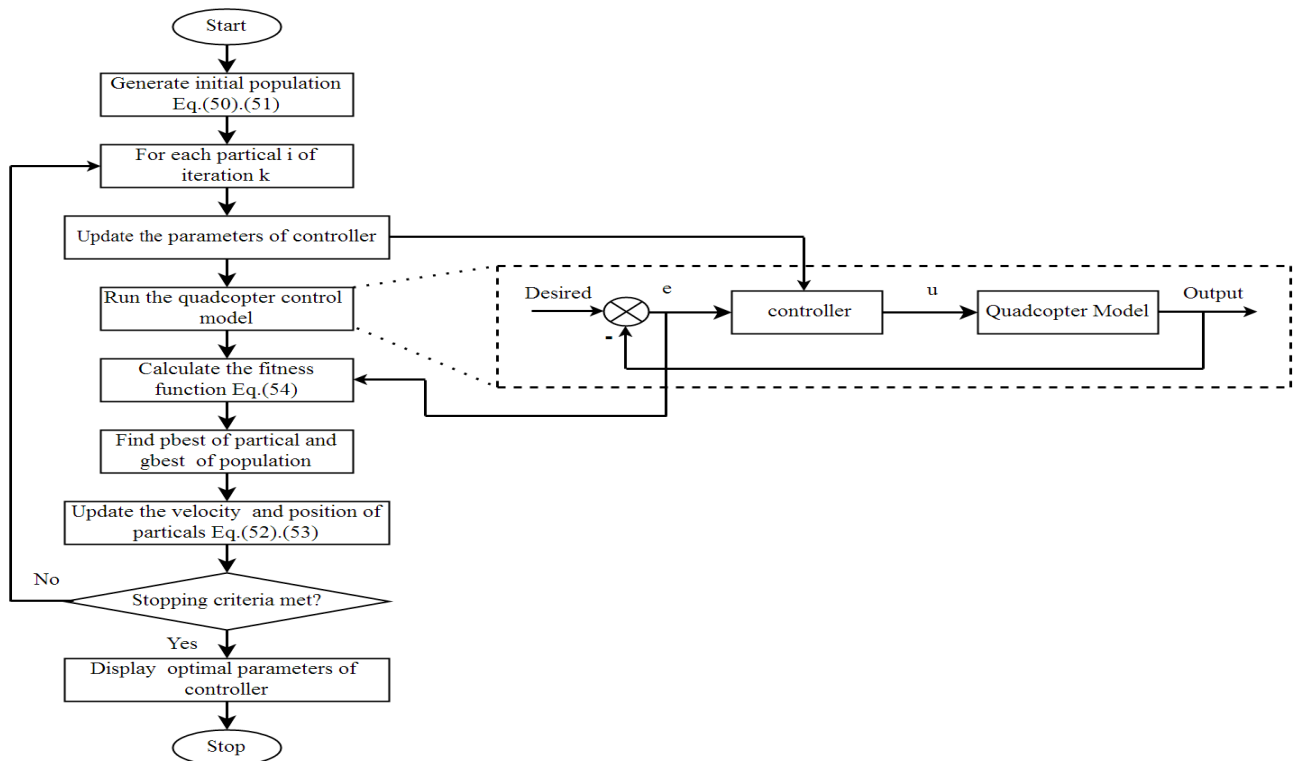 Start
Generate initial population
Eq.(50).(51)
For each partical i of
iteration k
Update the parameters of controller
Run the quadcopter control
model
Desired
e
controller
u
Quadcopter Model
Output
-
Calculate the fitness
function Eq.(54)
Find pbest of partical and
gbest of population
Update the velocity and position of
particals Eq.(52).(53)
No
Stopping criteria met?
Yes
Display optimal parameters of
controller
Stop